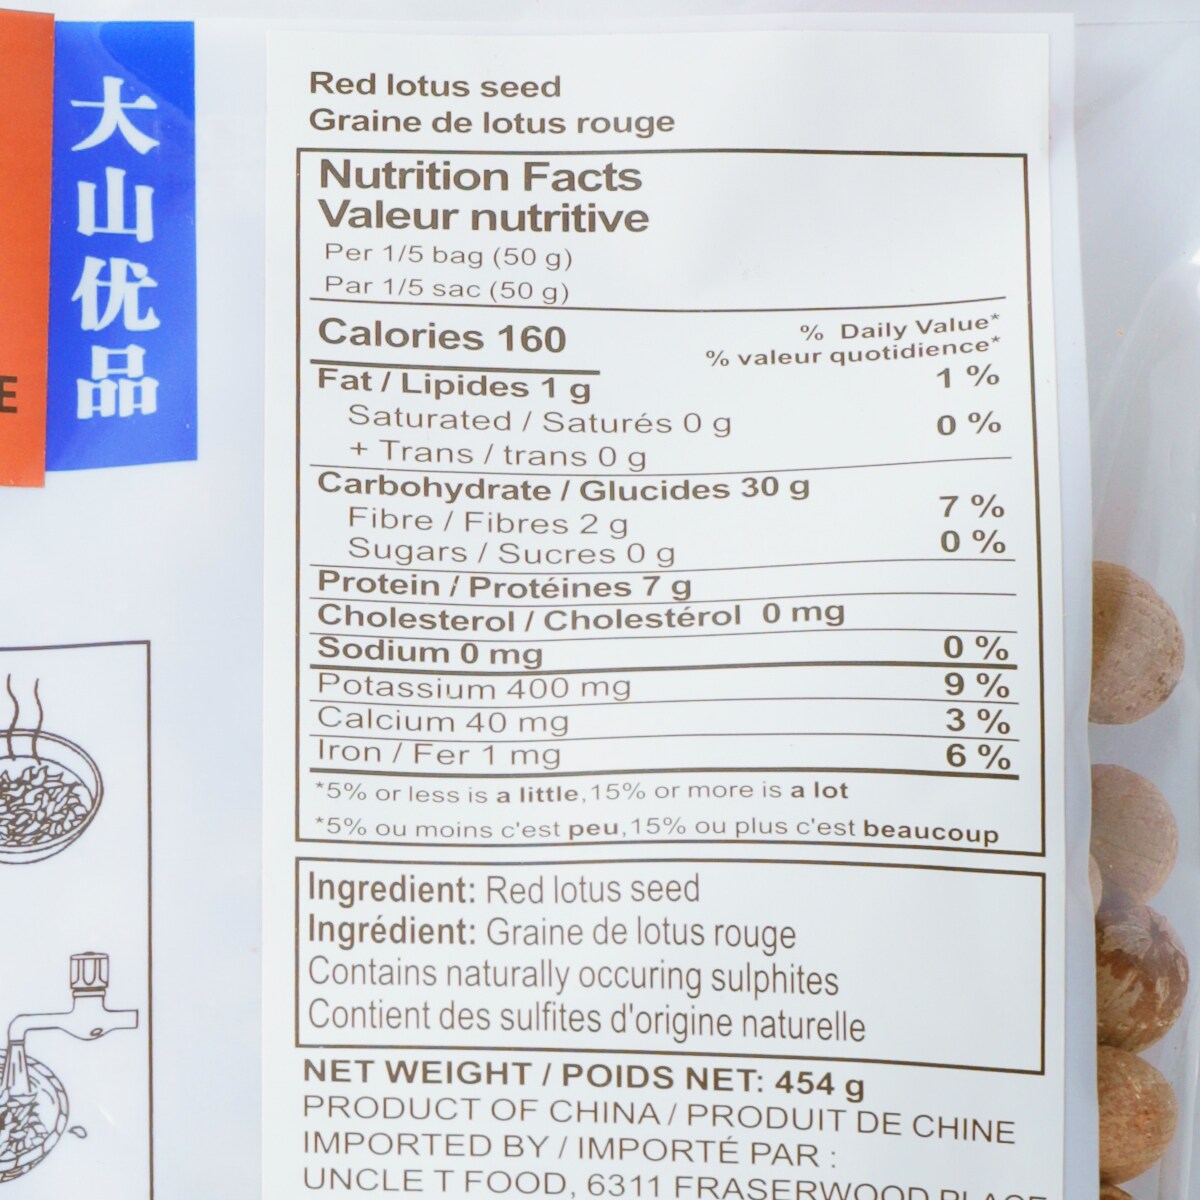 大山优品
E
Red lotus seed
Graine de lotus rouge
Nutrition Facts
Valeur nutritive
Per 1/5 bag (50 g)
Par 1/5 sac (50 g)
Calories 160
% Daily Value*
% valeur quotidience*
Fat / Lipides 1 g 1 %
Saturated / Saturés 0 g 0 %
+ Trans / trans 0 g
Carbohydrate / Glucides 30 g
Fibre / Fibres 2 g 7 %
Sugars / Sucres 0 g 0 %
Protein / Protéines 7 g
Cholesterol / Cholestérol 0 mg
Sodium 0 mg 0 %
Potassium 400 mg 9 %
Calcium 40 mg 3 %
Iron / Fer 1 mg 6 %
*5% or less is a little, 15% or more is a lot
*5% ou moins c'est peu, 15% ou plus c'est beaucoup
Ingredient: Red lotus seed
Ingrédient: Graine de lotus rouge
Contains naturally occuring sulphites
Contient des sulfites d'origine naturelle
NET WEIGHT / POIDS NET: 454 g
PRODUCT OF CHINA / PRODUIT DE CHINE
IMPORTED BY / IMPORTÉ PAR :
UNCLE T FOOD, 6311 FRASERWOOD PLACE